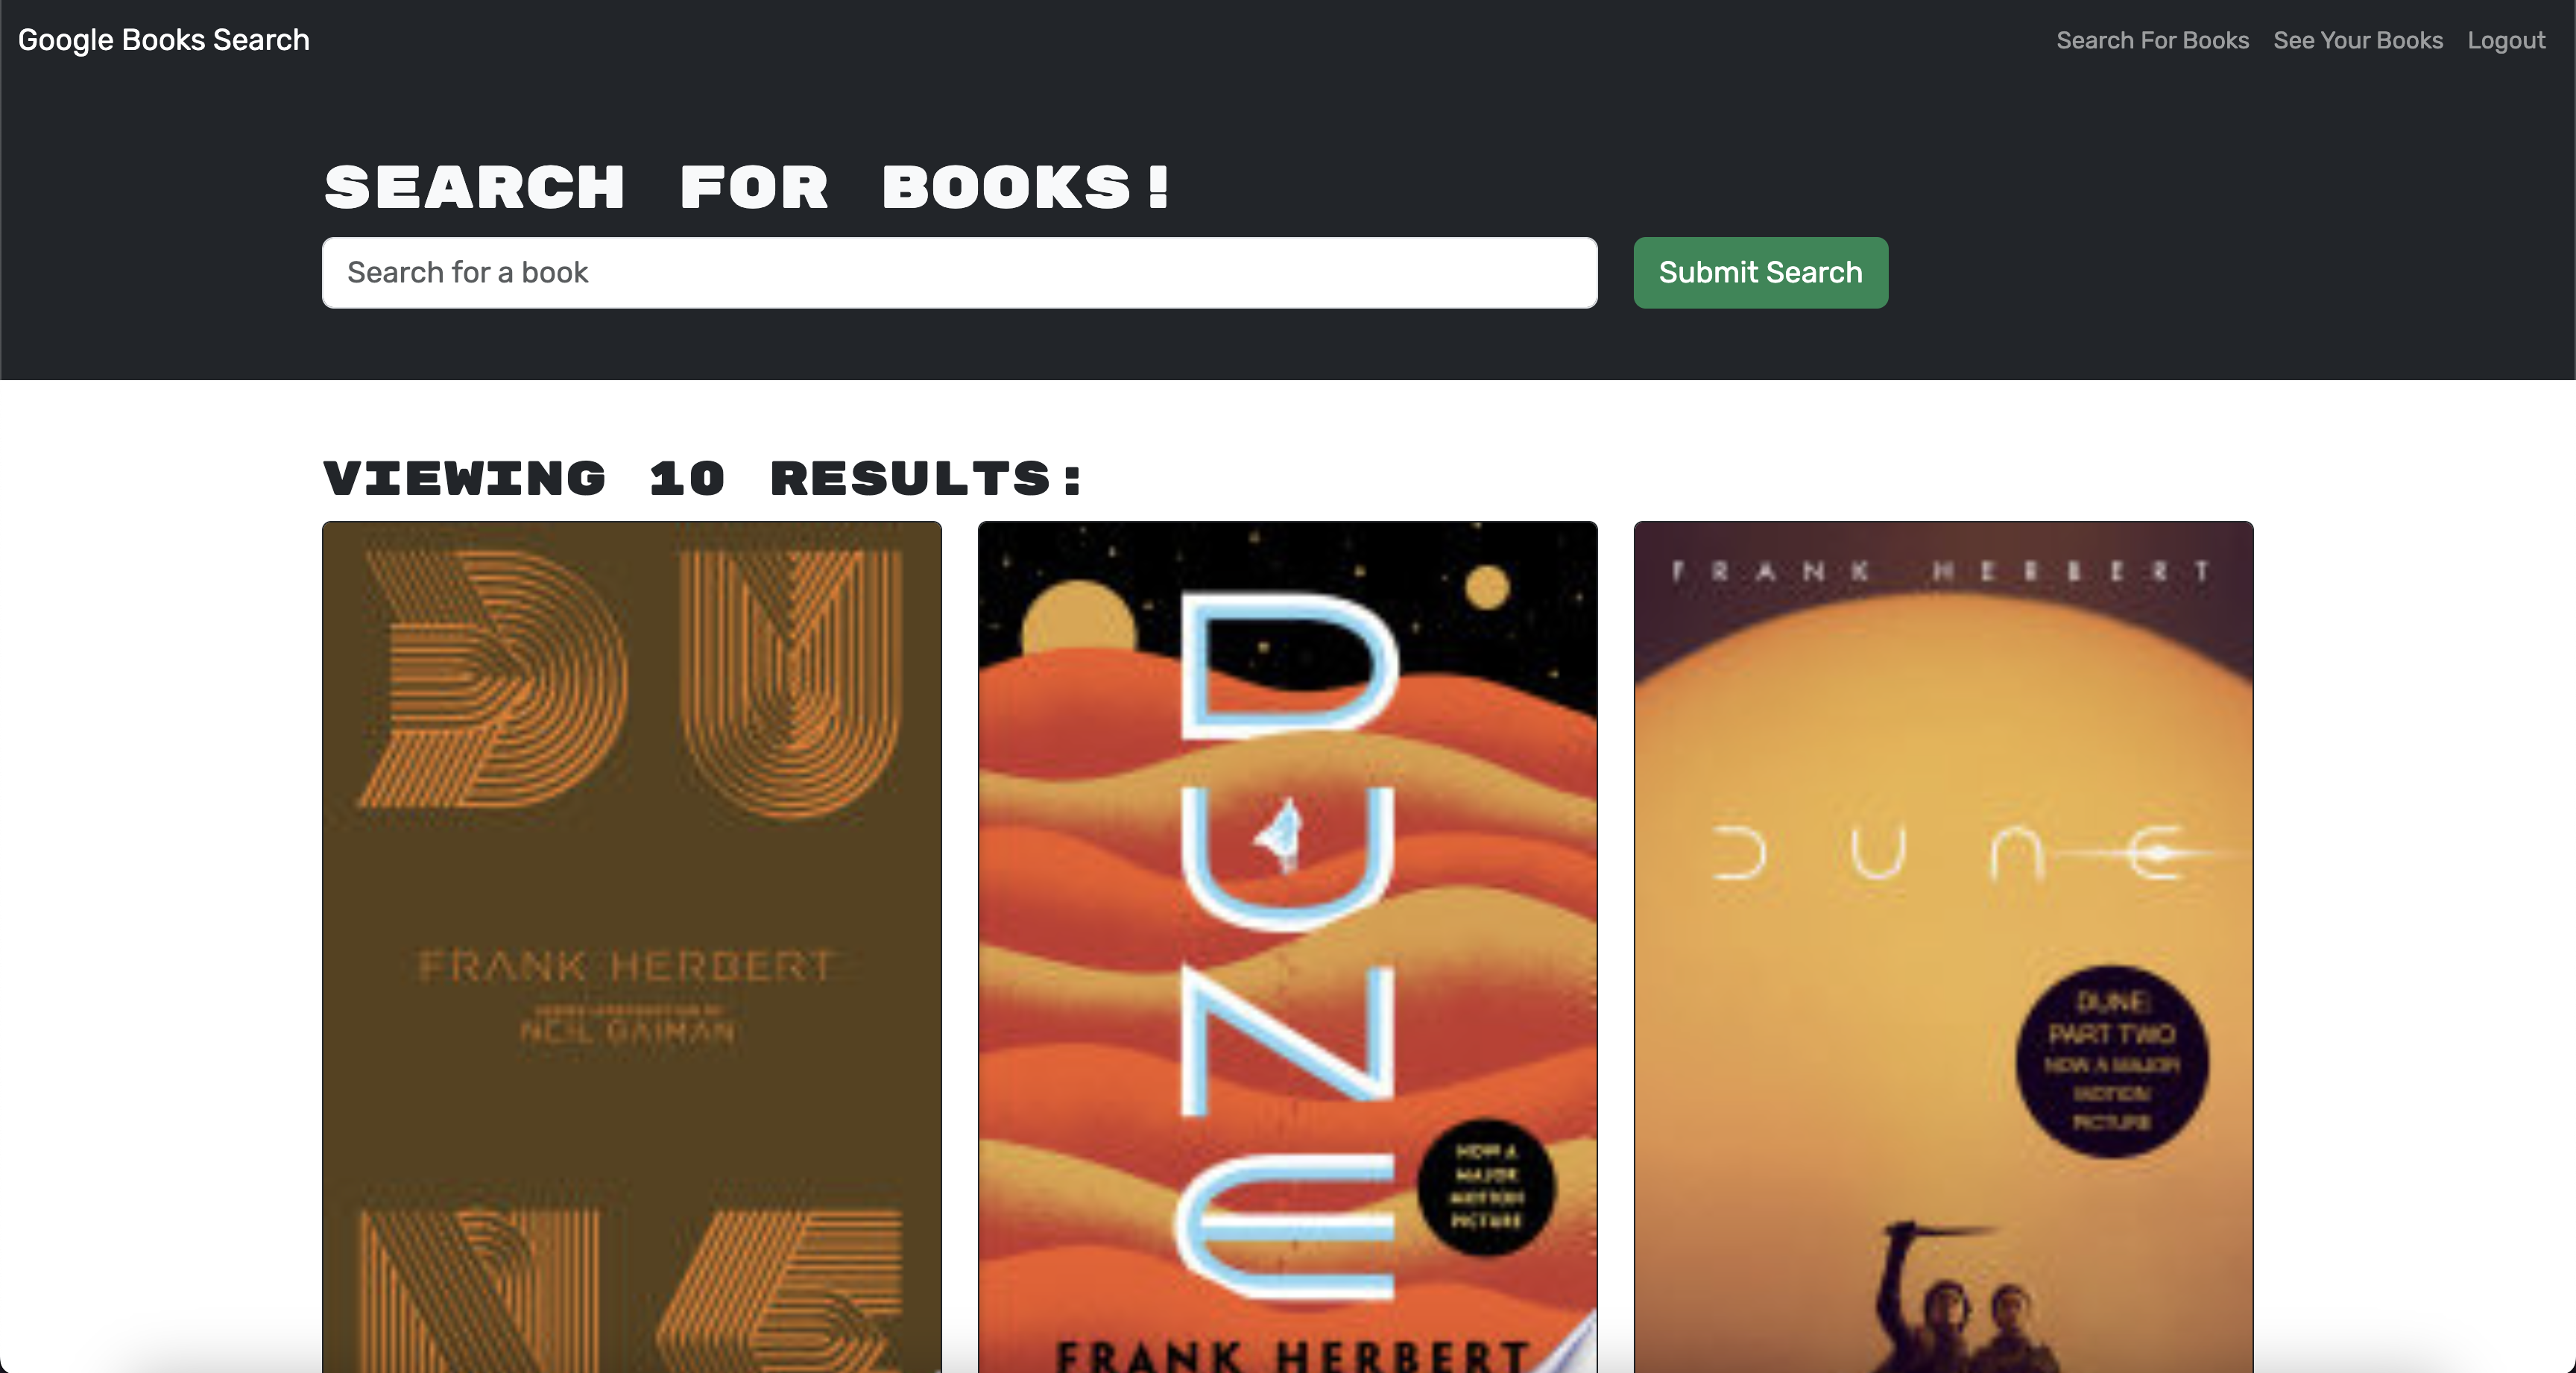 Google Books Search
Search For Books
See Your Books
Logout
SEARCH FOR BOOKS!
Search for a book
Submit Search
VIEWING 10 RESULTS:
DU
FRANK HERBERT
NEIL GAIMAN
NE
DUNE
NOW A
MAJOR
MOTION
PICTURE
FRANK HERBERT
FRANK HERBERT
DUNE
DUNE:
PART TWO
NOW A MAJOR
MOTION
PICTURE